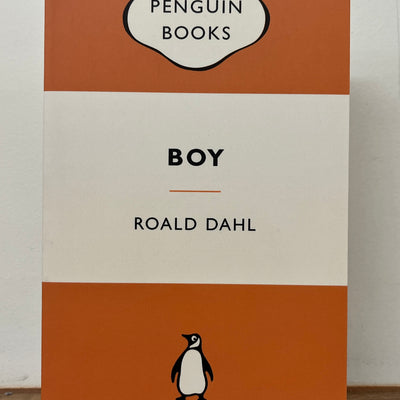 PENGUIN
BOOKS
BOY
ROALD DAHL